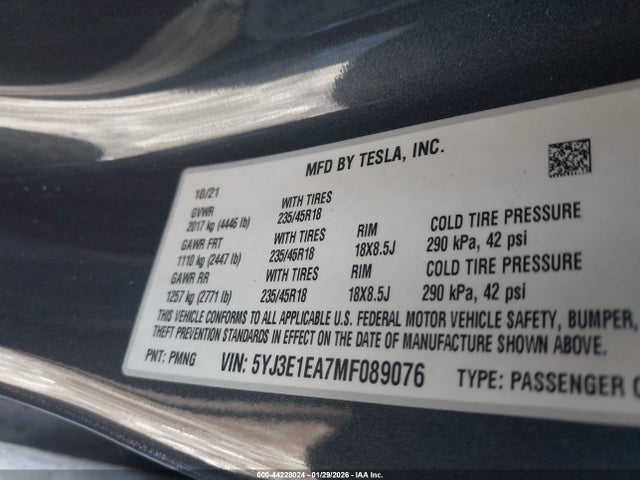 MFD BY TESLA, INC.
10/21
GVWR WITH TIRES
2017 kg (4446 lb) 235/45R18
GAWR FRT WITH TIRES RIM COLD TIRE PRESSURE
1110 kg (2447 lb) 235/45R18 18X8.5J 290 kPa, 42 psi
GAWR RR WITH TIRES RIM COLD TIRE PRESSURE
1257 kg (2771 lb) 235/45R18 18X8.5J 290 kPa, 42 psi
THIS VEHICLE CONFORMS TO ALL APPLICABLE U.S. FEDERAL MOTOR VEHICLE SAFETY, BUMPER,
THEFT PREVENTION STANDARDS IN EFFECT ON THE DATE OF MANUFACTURE SHOWN ABOVE.
PNT: PMNG VIN: 5YJ3E1EA7MF089076 TYPE: PASSENGER
000-44228024 - 01/29/2026 - IAA Inc.